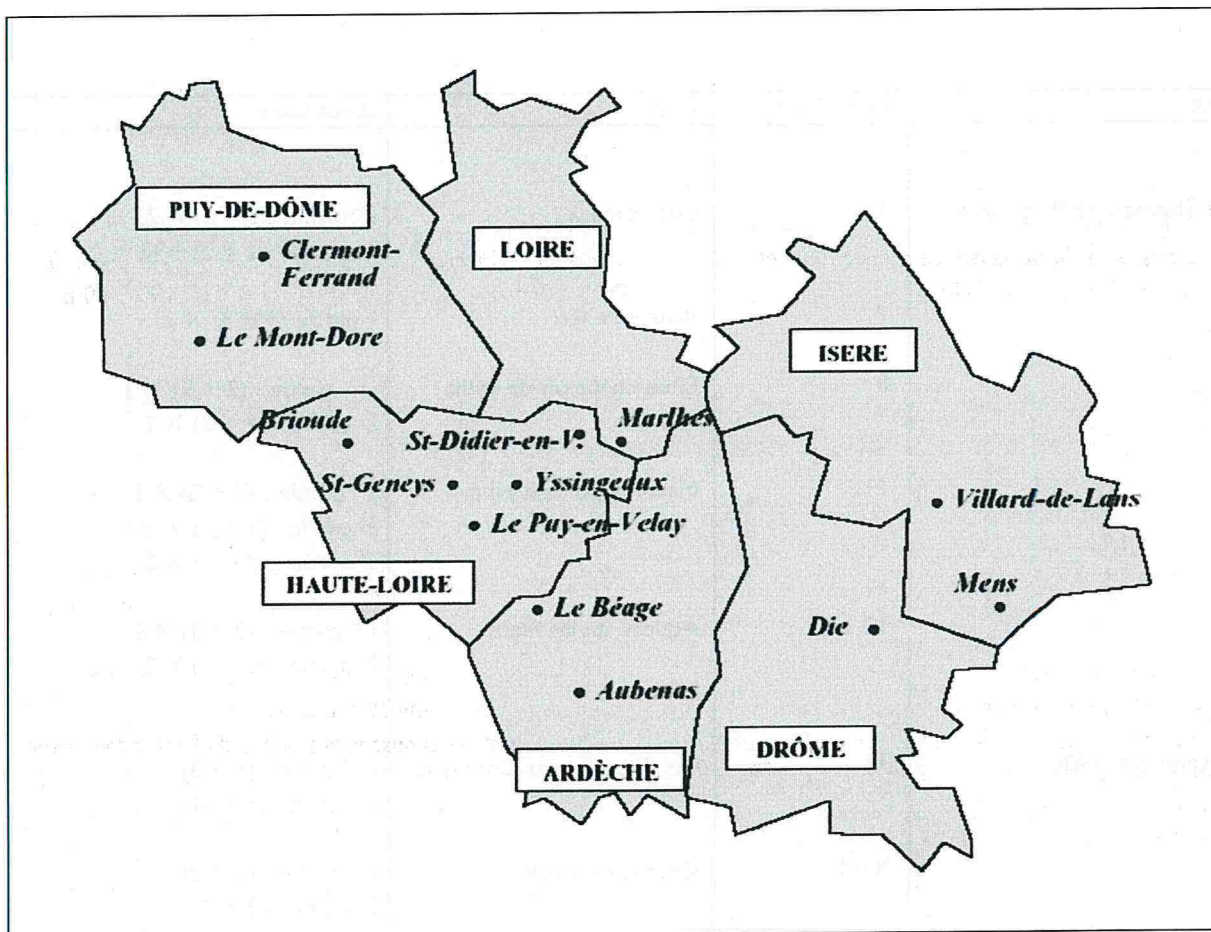 PUY-DE-DÔME
Clermont-
Ferrand
Le Mont-Dore
LOIRE
ISERE
Brioude
St-Didier-en-V.
Marlhes
St-Geneys
Yssingeaux
Le Puy-en-Velay
Villard-de-Lans
HAUTE-LOIRE
Le Béage
Mens
Die
Aubenas
ARDÈCHE
DRÔME